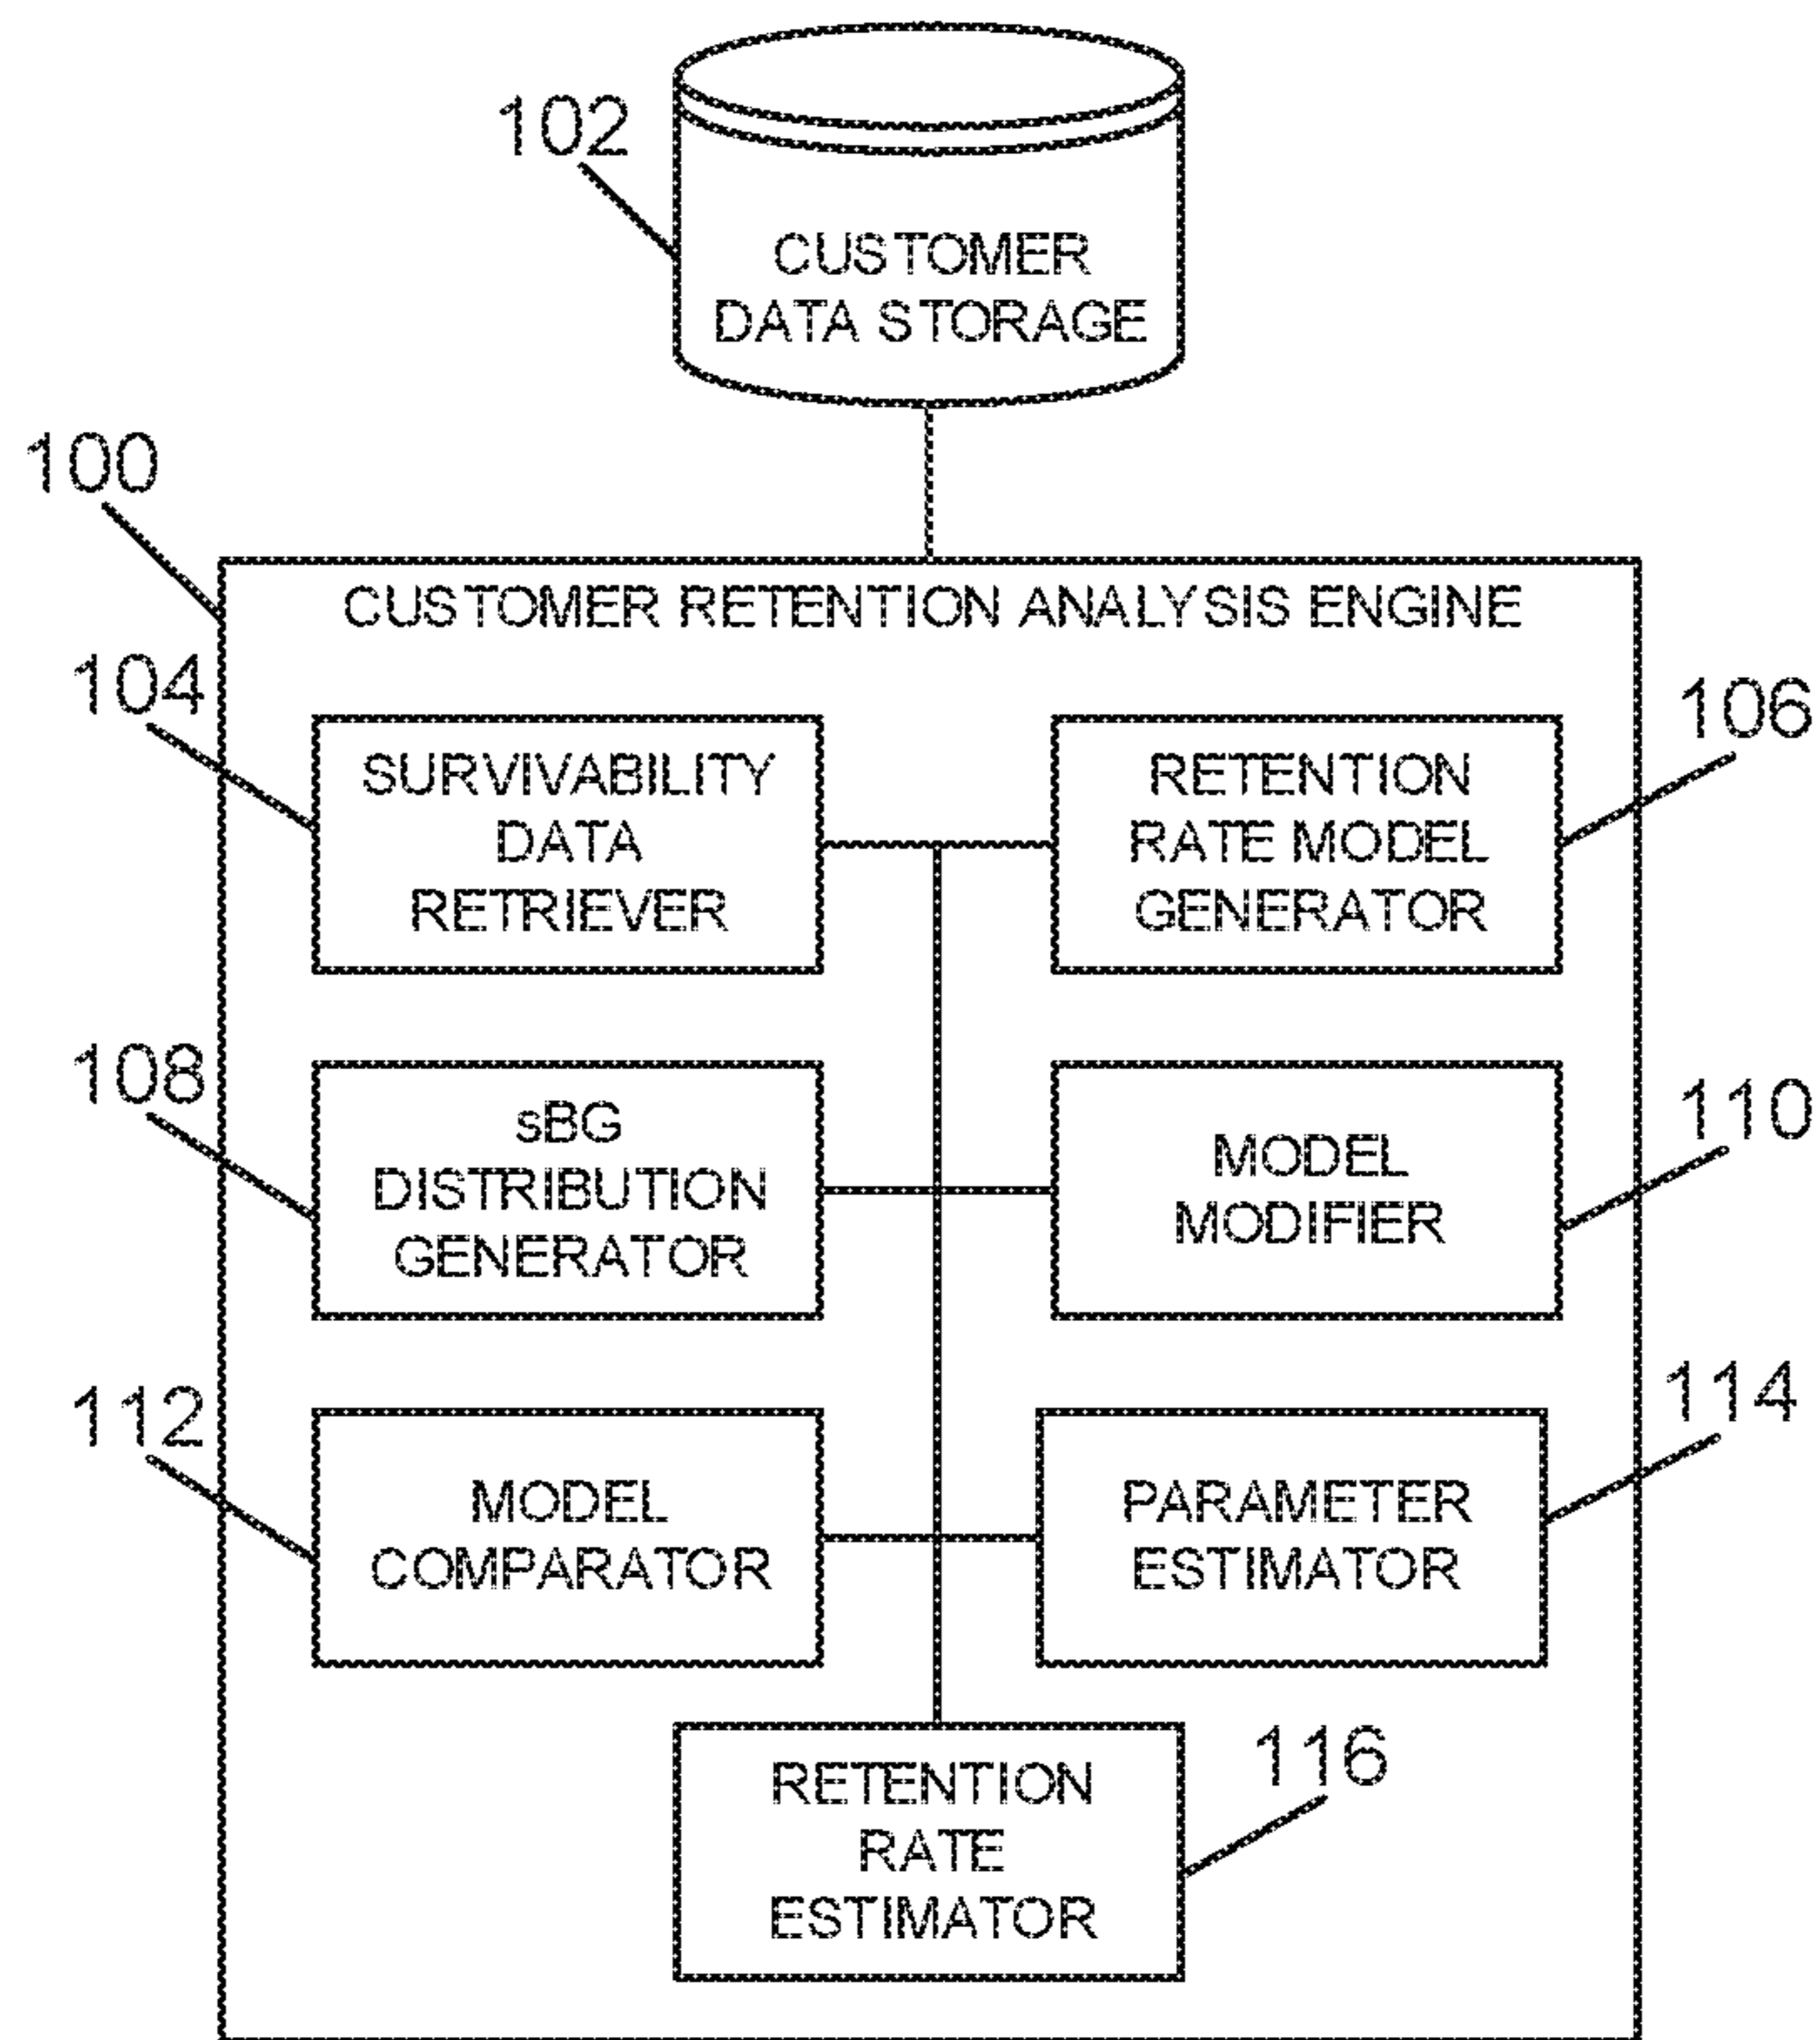 102
CUSTOMER
DATA STORAGE
100
CUSTOMER RETENTION ANALYSIS ENGINE
104
SURVIVABILITY
DATA
RETRIEVER
106
RETENTION
RATE MODEL
GENERATOR
108
sBG
DISTRIBUTION
GENERATOR
110
MODEL
MODIFIER
112
MODEL
COMPARATOR
114
PARAMETER
ESTIMATOR
116
RETENTION
RATE
ESTIMATOR